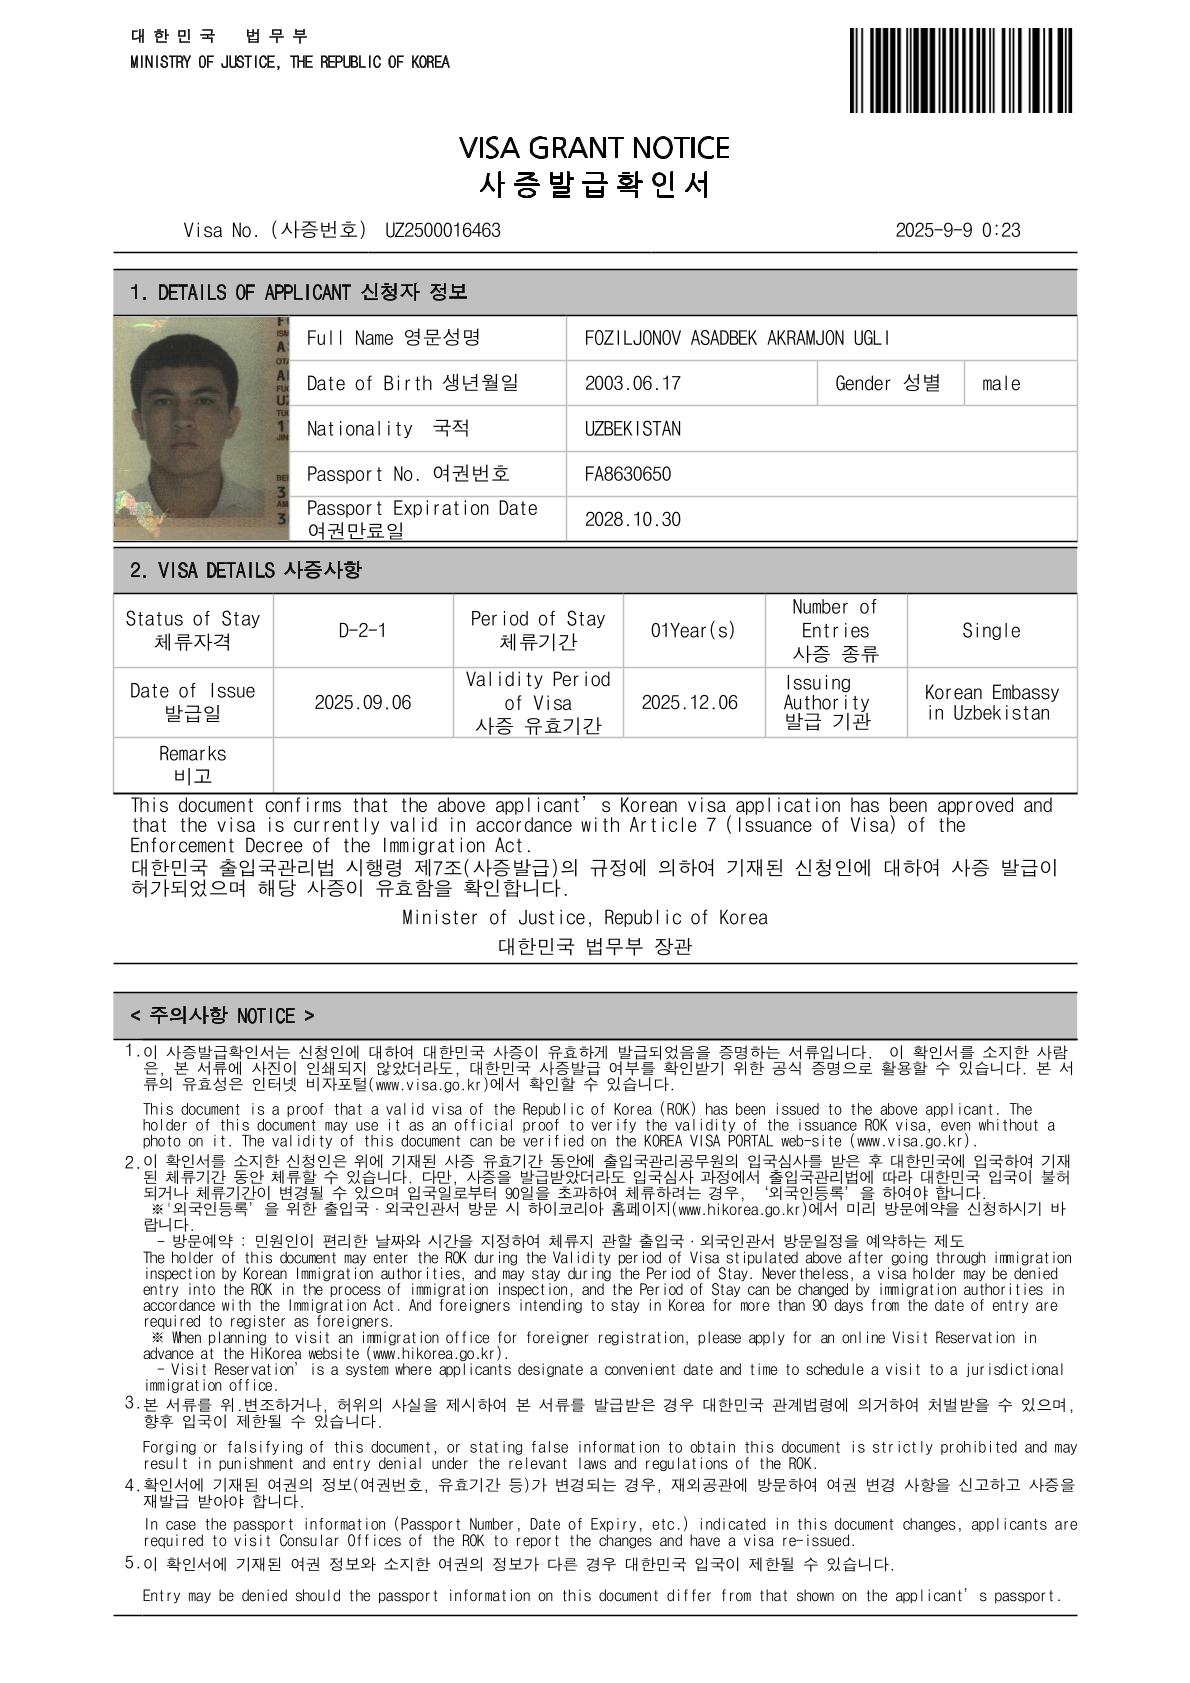 대 한 민 국   법 무 부
MINISTRY OF JUSTICE, THE REPUBLIC OF KOREA
VISA GRANT NOTICE
사 증 발 급 확 인 서
Visa No. (사증번호)  UZ2500016463
2025-9-9 0:23
1. DETAILS OF APPLICANT 신청자 정보
Full Name 영문성명
FOZILJONOV ASADBEK AKRAMJON UGLI
Date of Birth 생년월일
2003.06.17
Gender 성별
male
Nationality  국적
UZBEKISTAN
Passport No. 여권번호
FA8630650
Passport Expiration Date
여권만료일
2028.10.30
2. VISA DETAILS 사증사항
Status of Stay
체류자격
D-2-1
Period of Stay
체류기간
01Year(s)
Number of
Entries
사증 종류
Single
Date of Issue
발급일
2025.09.06
Validity Period
of Visa
사증 유효기간
2025.12.06
Issuing
Authority
발급 기관
Korean Embassy
in Uzbekistan
Remarks
비고
This document confirms that the above applicant’s Korean visa application has been approved and
that the visa is currently valid in accordance with Article 7 (Issuance of Visa) of the
Enforcement Decree of the Immigration Act.
대한민국 출입국관리법 시행령 제7조(사증발급)의 규정에 의하여 기재된 신청인에 대하여 사증 발급이
허가되었으며 해당 사증이 유효함을 확인합니다.
Minister of Justice, Republic of Korea
대한민국 법무부 장관
< 주의사항 NOTICE >
1.이 사증발급확인서는 신청인에 대하여 대한민국 사증이 유효하게 발급되었음을 증명하는 서류입니다.  이 확인서를 소지한 사람
은, 본 서류에 사진이 인쇄되지 않았더라도, 대한민국 사증발급 여부를 확인받기 위한 공식 증명으로 활용할 수 있습니다. 본 서
류의 유효성은 인터넷 비자포털(www.visa.go.kr)에서 확인할 수 있습니다.
This document is a proof that a valid visa of the Republic of Korea (ROK) has been issued to the above applicant. The
holder of this document may use it as an official proof to verify the validity of the issuance ROK visa, even whithout a
photo on it. The validity of this document can be verified on the KOREA VISA PORTAL web-site (www.visa.go.kr).
2.이 확인서를 소지한 신청인은 위에 기재된 사증 유효기간 동안에 출입국관리공무원의 입국심사를 받은 후 대한민국에 입국하여 기재
된 체류기간 동안 체류할 수 있습니다. 다만, 사증을 발급받았더라도 입국심사 과정에서 출입국관리법에 따라 대한민국 입국이 불허
되거나 체류기간이 변경될 수 있으며 입국일로부터 90일을 초과하여 체류하려는 경우, ‘외국인등록’을 하여야 합니다.
※'외국인등록’을 위한 출입국·외국인관서 방문 시 하이코리아 홈페이지(www.hikorea.go.kr)에서 미리 방문예약을 신청하시기 바
랍니다.
- 방문예약 : 민원인이 편리한 날짜와 시간을 지정하여 체류지 관할 출입국·외국인관서 방문일정을 예약하는 제도
The holder of this document may enter the ROK during the Validity period of Visa stipulated above after going through immigration
inspection by Korean Immigration authorities, and may stay during the Period of Stay. Nevertheless, a visa holder may be denied
entry into the ROK in the process of immigration inspection, and the Period of Stay can be changed by immigration authorities in
accordance with the Immigration Act. And foreigners intending to stay in Korea for more than 90 days from the date of entry are
required to register as foreigners.
※ When planning to visit an immigration office for foreigner registration, please apply for an online Visit Reservation in
advance at the HiKorea website (www.hikorea.go.kr).
- Visit Reservation’ is a system where applicants designate a convenient date and time to schedule a visit to a jurisdictional
immigration office.
3.본 서류를 위.변조하거나, 허위의 사실을 제시하여 본 서류를 발급받은 경우 대한민국 관계법령에 의거하여 처벌받을 수 있으며,
향후 입국이 제한될 수 있습니다.
Forging or falsifying of this document, or stating false information to obtain this document is strictly prohibited and may
result in punishment and entry denial under the relevant laws and regulations of the ROK.
4.확인서에 기재된 여권의 정보(여권번호, 유효기간 등)가 변경되는 경우, 재외공관에 방문하여 여권 변경 사항을 신고하고 사증을
재발급 받아야 합니다.
In case the passport information (Passport Number, Date of Expiry, etc.) indicated in this document changes, applicants are
required to visit Consular Offices of the ROK to report the changes and have a visa re-issued.
5.이 확인서에 기재된 여권 정보와 소지한 여권의 정보가 다른 경우 대한민국 입국이 제한될 수 있습니다.
Entry may be denied should the passport information on this document differ from that shown on the applicant’s passport.